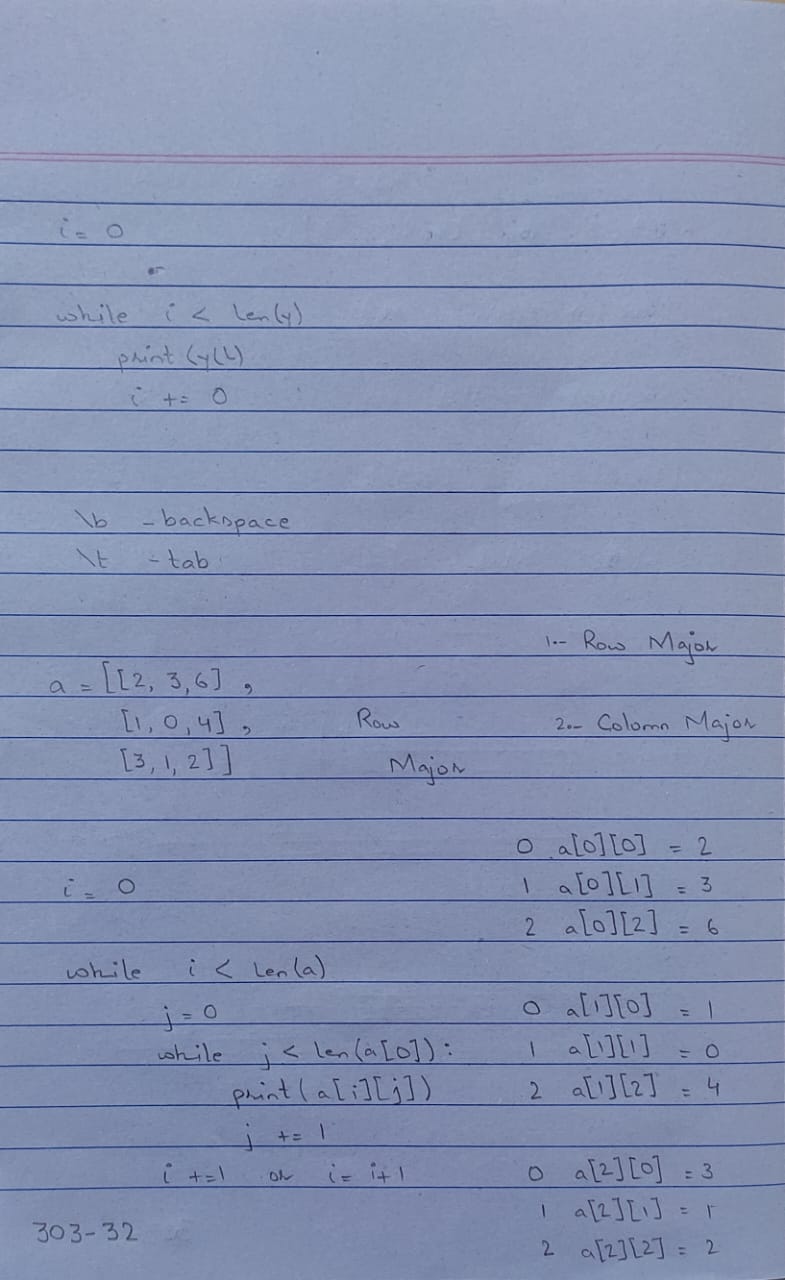 i = 0
while i < len(y)
print (y(
i += 0
\b - backspace
\t - tab
1.- Row Major
a = [[2, 3, 6] ,
[1, 0, 4] , Row 2.- Colomn Major
[3, 1, 2]] Major
0 a[0][0] = 2
i = 0 1 a[0][1] = 3
2 a[0][2] = 6
while i < len(a)
j = 0 0 a[1][0] = 1
while j < len(a[0]): 1 a[1][1] = 0
print(a[i][j]) 2 a[1][2] = 4
j += 1
i +=1 or i = i+1 0 a[2][0] = 3
1 a[2][1] = 1
303-32 2 a[2][2] = 2